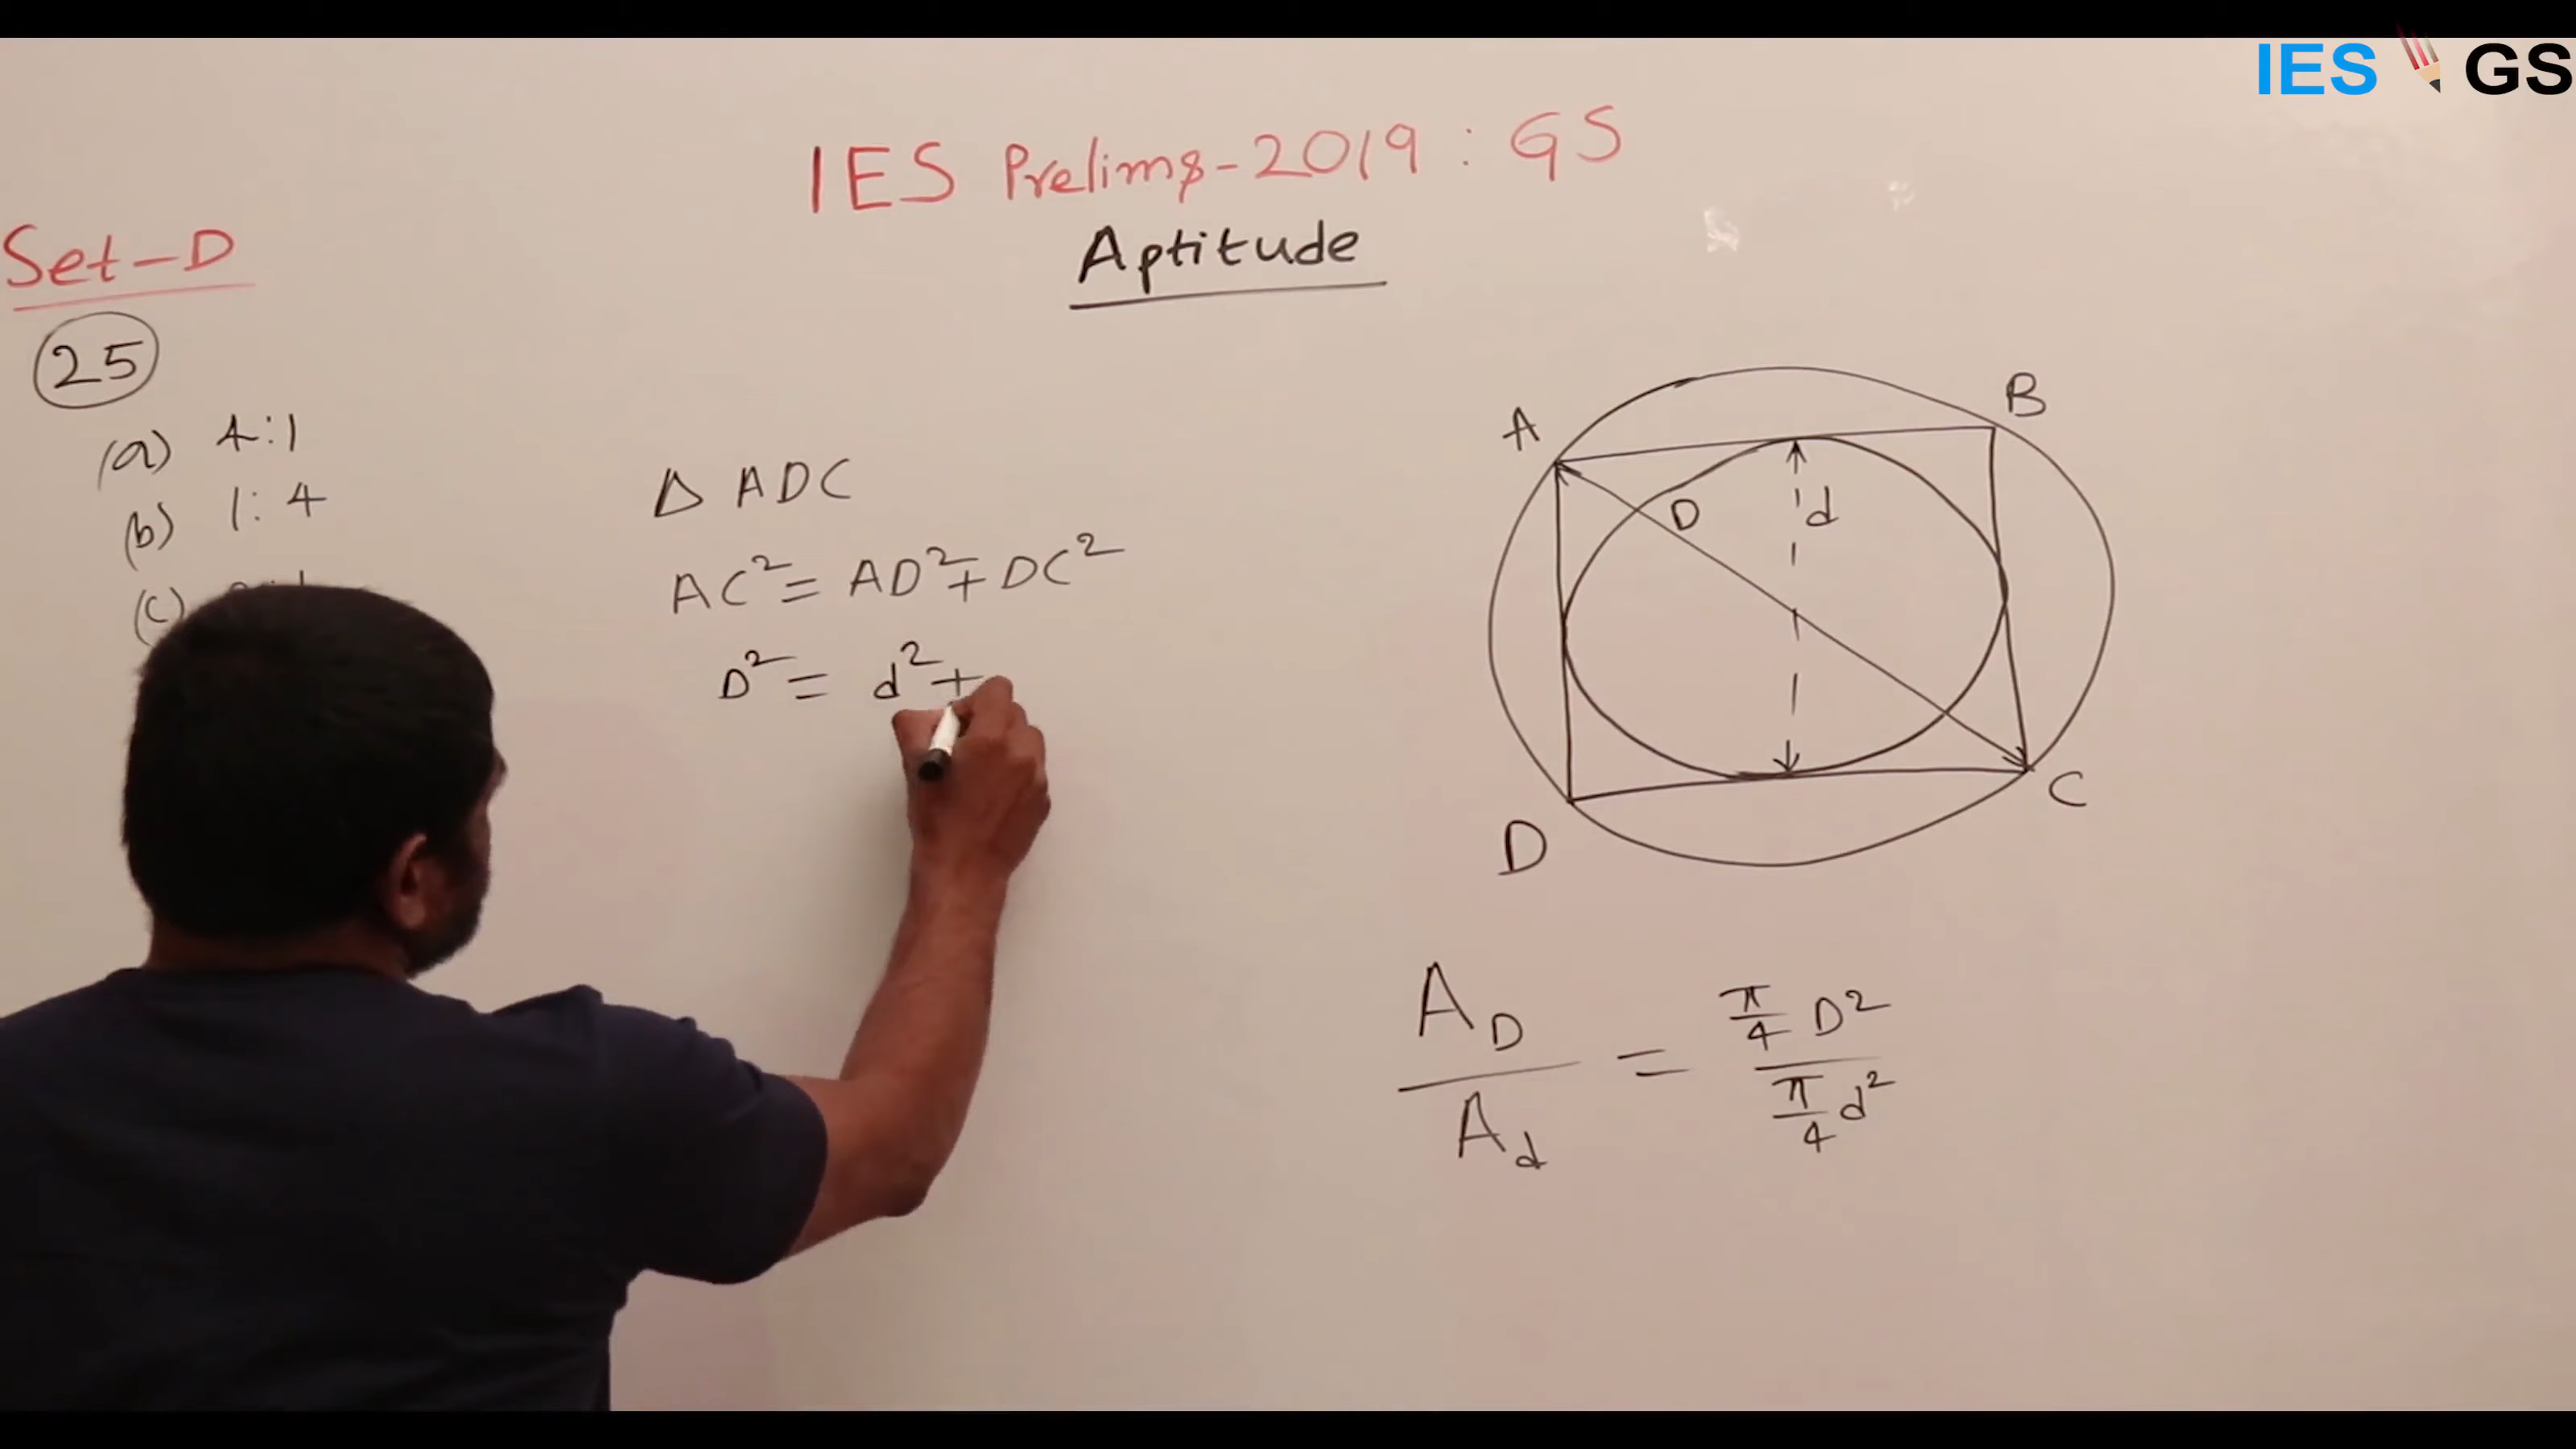 IES GS
IES Prelims-2019 : GS
Aptitude
Set-D
25
(a) 4:1
(b) 1:4
(c)
Δ ADC
AC²= AD²+DC²
D²= d²+
A
B
D
d
C
D
A_D / A_d = π/4 D² / π/4 d²